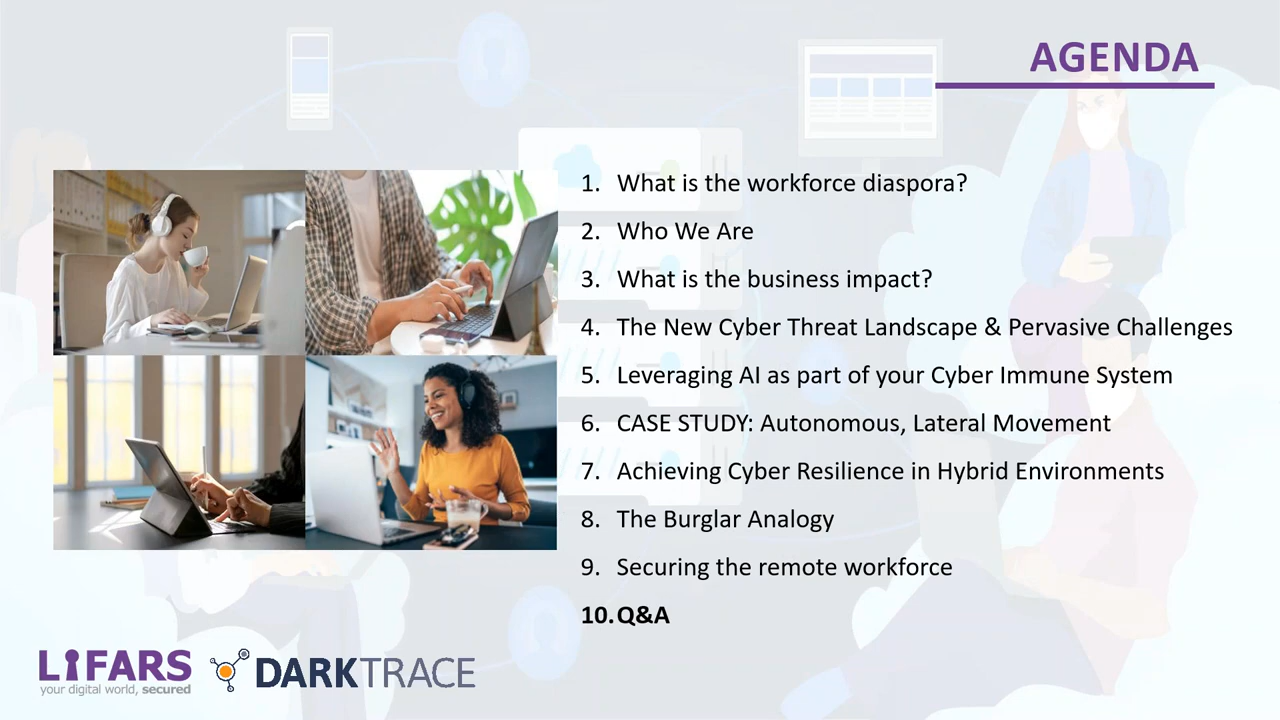 AGENDA
1. What is the workforce diaspora?
2. Who We Are
3. What is the business impact?
4. The New Cyber Threat Landscape & Pervasive Challenges
5. Leveraging AI as part of your Cyber Immune System
6. CASE STUDY: Autonomous, Lateral Movement
7. Achieving Cyber Resilience in Hybrid Environments
8. The Burglar Analogy
9. Securing the remote workforce
10. Q&A
LIFARS
your digital world, secured
DARKTRACE